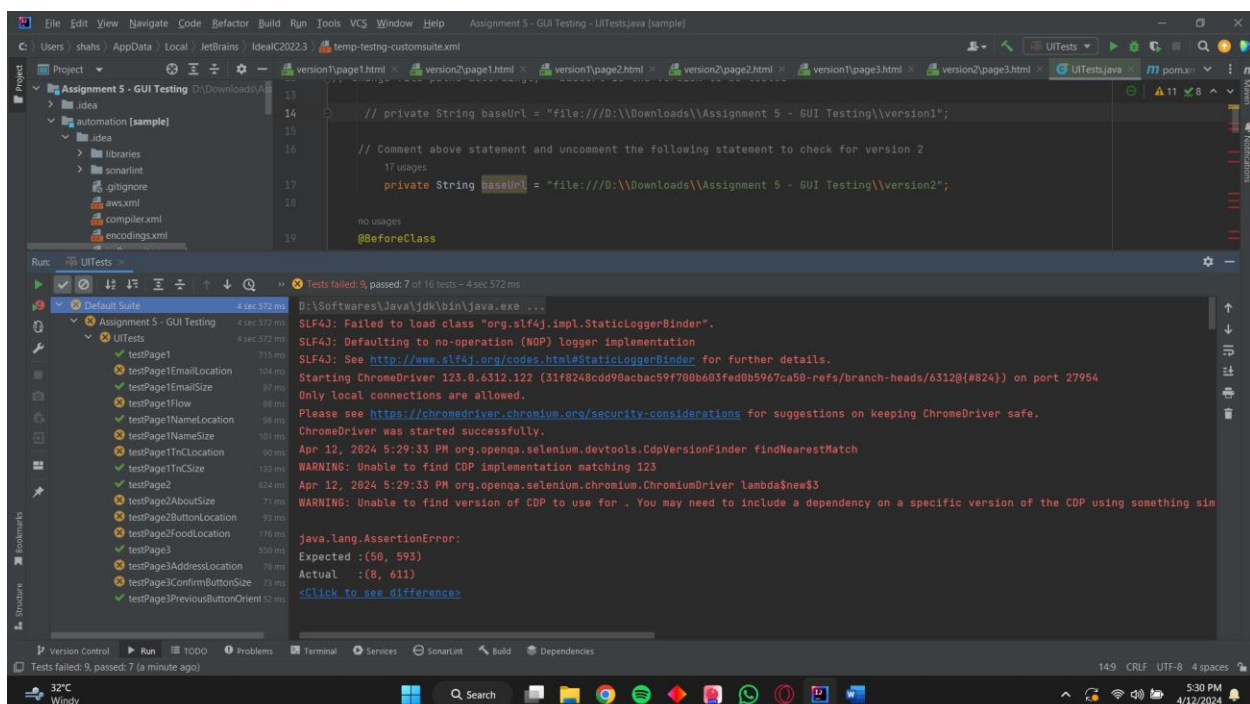 File Edit View Navigate Code Refactor Build Run Tools VCS Window Help Assignment 5 - GUI Testing - UITests.java [sample]
C: Users shahs AppData Local JetBrains IdeaIC2022.3 temp-testng-customsuite.xml UITests
Project version1\page1.html version2\page1.html version1\page2.html version2\page2.html version1\page3.html version2\page3.html UITests.java pom.xm
Assignment 5 - GUI Testing D:\Downloads\Ass
.idea
automation [sample]
.idea
libraries
sonarlint
.gitignore
aws.xml
compiler.xml
encodings.xml
11 8
13
14 // private String baseUrl = "file:///D:\\Downloads\\Assignment 5 - GUI Testing\\version1";
15
16 // Comment above statement and uncomment the following statement to check for version 2
17 usages
17 private String baseUrl = "file:///D:\\Downloads\\Assignment 5 - GUI Testing\\version2";
18
no usages
19 @BeforeClass
Maven
Notifications
Run: UITests
Tests failed: 9, passed: 7 of 16 tests – 4 sec 572 ms
Default Suite 4 sec 572 ms
Assignment 5 - GUI Testing 4 sec 572 ms
UITests 4 sec 572 ms
testPage1 715 ms
testPage1EmailLocation 104 ms
testPage1EmailSize 97 ms
testPage1Flow 88 ms
testPage1NameLocation 98 ms
testPage1NameSize 101 ms
testPage1TnCLocation 90 ms
testPage1TnCSize 133 ms
testPage2 624 ms
testPage2AboutSize 71 ms
testPage2ButtonLocation 93 ms
testPage2FoodLocation 176 ms
testPage3 550 ms
testPage3AddressLocation 76 ms
testPage3ConfirmButtonSize 73 ms
testPage3PreviousButtonOrient 52 ms
D:\Softwares\Java\jdk\bin\java.exe ...
SLF4J: Failed to load class "org.slf4j.impl.StaticLoggerBinder".
SLF4J: Defaulting to no-operation (NOP) logger implementation
SLF4J: See http://www.slf4j.org/codes.html#StaticLoggerBinder for further details.
Starting ChromeDriver 123.0.6312.122 (31f8248cdd90acbac59f700b603fed0b5967ca50-refs/branch-heads/6312@{#824}) on port 27954
Only local connections are allowed.
Please see https://chromedriver.chromium.org/security-considerations for suggestions on keeping ChromeDriver safe.
ChromeDriver was started successfully.
Apr 12, 2024 5:29:33 PM org.openqa.selenium.devtools.CdpVersionFinder findNearestMatch
WARNING: Unable to find CDP implementation matching 123
Apr 12, 2024 5:29:33 PM org.openqa.selenium.chromium.ChromiumDriver lambda$new$3
WARNING: Unable to find version of CDP to use for . You may need to include a dependency on a specific version of the CDP using something sim
java.lang.AssertionError:
Expected :(50, 593)
Actual :(8, 611)
<Click to see difference>
Bookmarks
Structure
Version Control Run TODO Problems Terminal Services SonarLint Build Dependencies
Tests failed: 9, passed: 7 (a minute ago) 14:9 CRLF UTF-8 4 spaces
32°C
Windy
Search
5:30 PM
4/12/2024